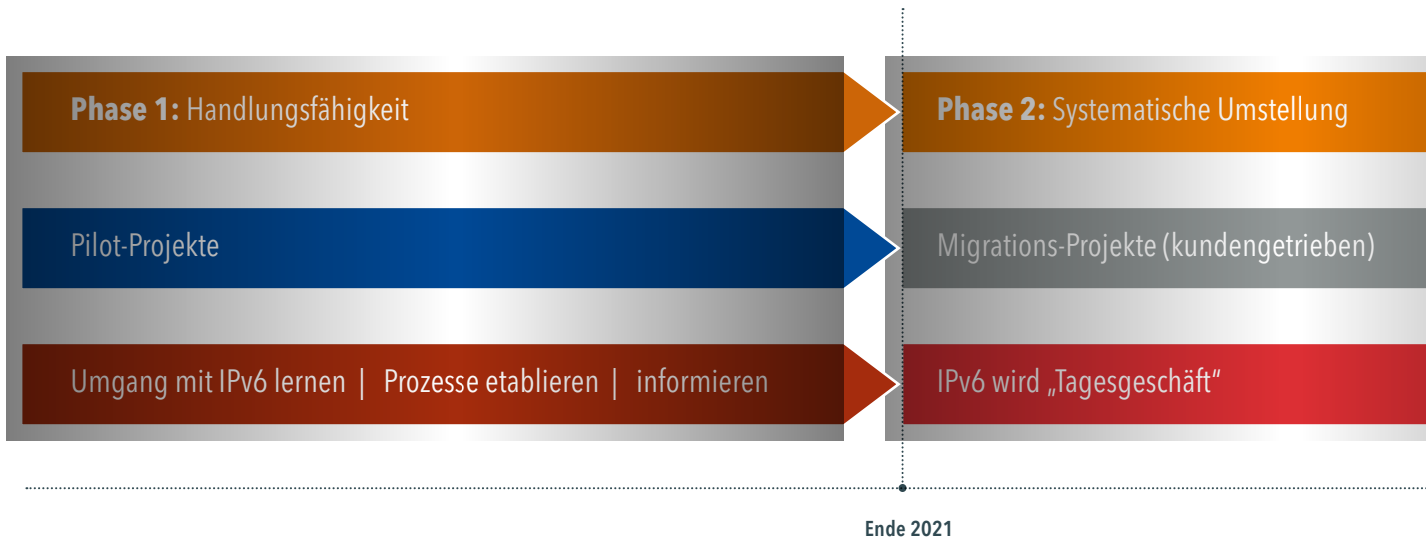 Phase 1: Handlungsfähigkeit
Phase 2: Systematische Umstellung
Pilot-Projekte
Migrations-Projekte (kundengetrieben)
Umgang mit IPv6 lernen | Prozesse etablieren | informieren
IPv6 wird „Tagesgeschäft“
Ende 2021